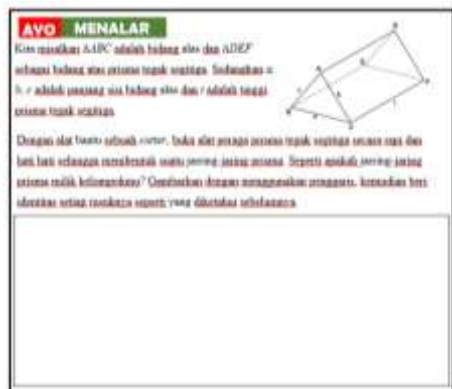 AYO MENALAR
Kita misalkan ΔABC adalah bidang alas dan ΔDEF
sebagai bidang atas prisma tegak segitiga. Sedangkan a
b, c adalah panjang sisi bidang alas dan t adalah tinggi
prisma tegak segitiga.
Dengan alat bantu sebuah cutter, buka alat peraga prisma tegak segitiga secara rapi dan
hati hati sehingga membentuk suatu jaring-jaring prisma. Seperti apakah jaring-jaring
prisma milik kelompokmu? Gambarkan dengan menggunakan penggaris, kemudian beri
identitas setiap rusuknya seperti yang diketahui sebelumnya.